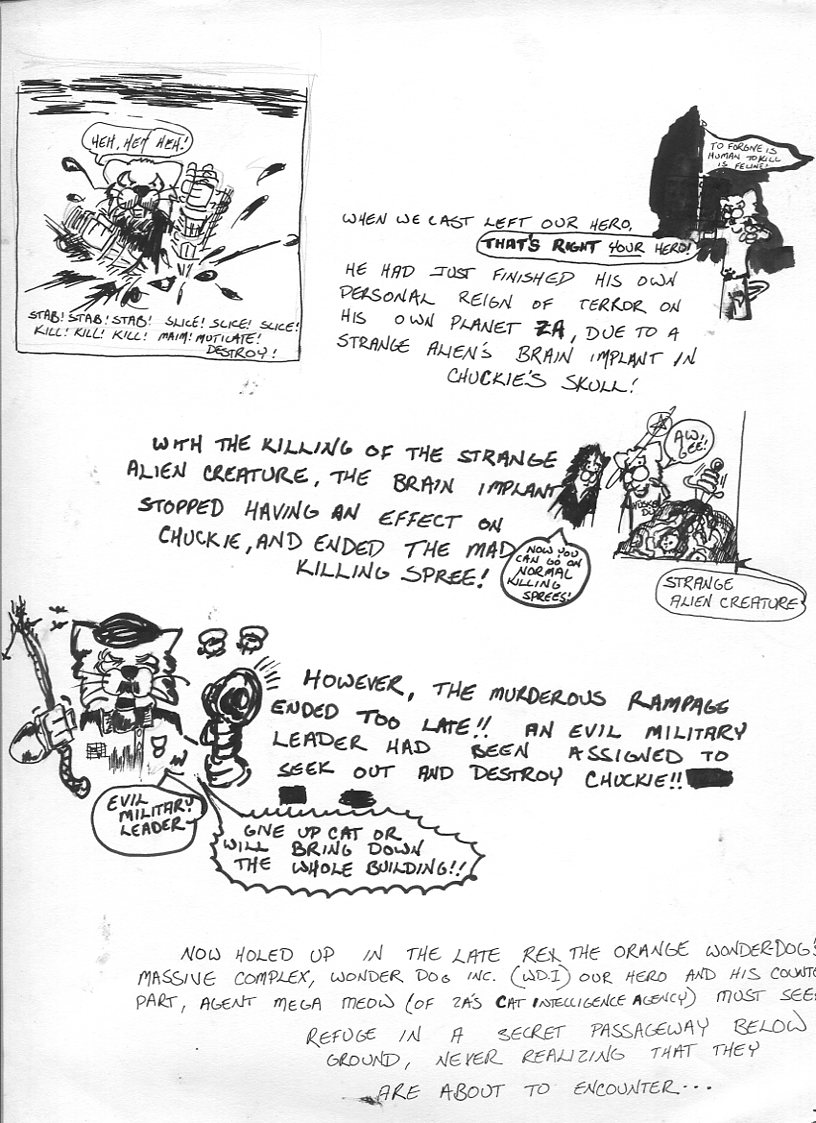 HEH, HEH HEH!
STAB! STAB! STAB! SLICE! SLICE! SLICE!
KILL! KILL! KILL! MAIM! MUTILATE!
DESTROY!
TO FORGIVE IS
HUMAN TO KILL
IS FELINE!
WHEN WE LAST LEFT OUR HERO,
THAT'S RIGHT YOUR HERO!
HE HAD JUST FINISHED HIS OWN
PERSONAL REIGN OF TERROR ON
HIS OWN PLANET ZA, DUE TO A
STRANGE ALIEN'S BRAIN IMPLANT IN
CHUCKIE'S SKULL!
WITH THE KILLING OF THE STRANGE
ALIEN CREATURE, THE BRAIN IMPLANT
STOPPED HAVING AN EFFECT ON
CHUCKIE, AND ENDED THE MAD
KILLING SPREE!
AW,
GEE!
NOW YOU
CAN GO ON
NORMAL
KILLING
SPREES!
STRANGE
ALIEN CREATURE
HOWEVER, THE MURDEROUS RAMPAGE
ENDED TOO LATE!! AN EVIL MILITARY
LEADER HAD BEEN ASSIGNED TO
SEEK OUT AND DESTROY CHUCKIE!!
EVIL
MILITARY
LEADER
GIVE UP CAT OR
WILL BRING DOWN
THE WHOLE BUILDING!!
NOW HOLED UP IN THE LATE REX THE ORANGE WONDER-DOG'S
MASSIVE COMPLEX, WONDER DOG INC. (WD.I) OUR HERO AND HIS COUNTE
PART, AGENT MEGA MEOW (OF ZA'S CAT INTELLIGENCE AGENCY) MUST SEE
REFUGE IN A SECRET PASSAGEWAY BELOW
GROUND, NEVER REALIZING THAT THEY
ARE ABOUT TO ENCOUNTER...